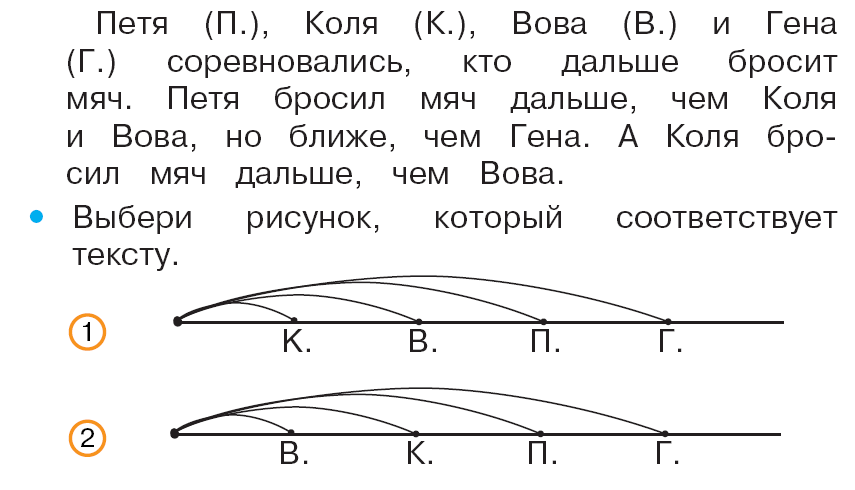 Петя (П.), Коля (К.), Вова (В.) и Гена
(Г.) соревновались, кто дальше бросит
мяч. Петя бросил мяч дальше, чем Коля
и Вова, но ближе, чем Гена. А Коля бро-
сил мяч дальше, чем Вова.
• Выбери рисунок, который соответствует
тексту.
1
К. В. П. Г.
2
В. К. П. Г.